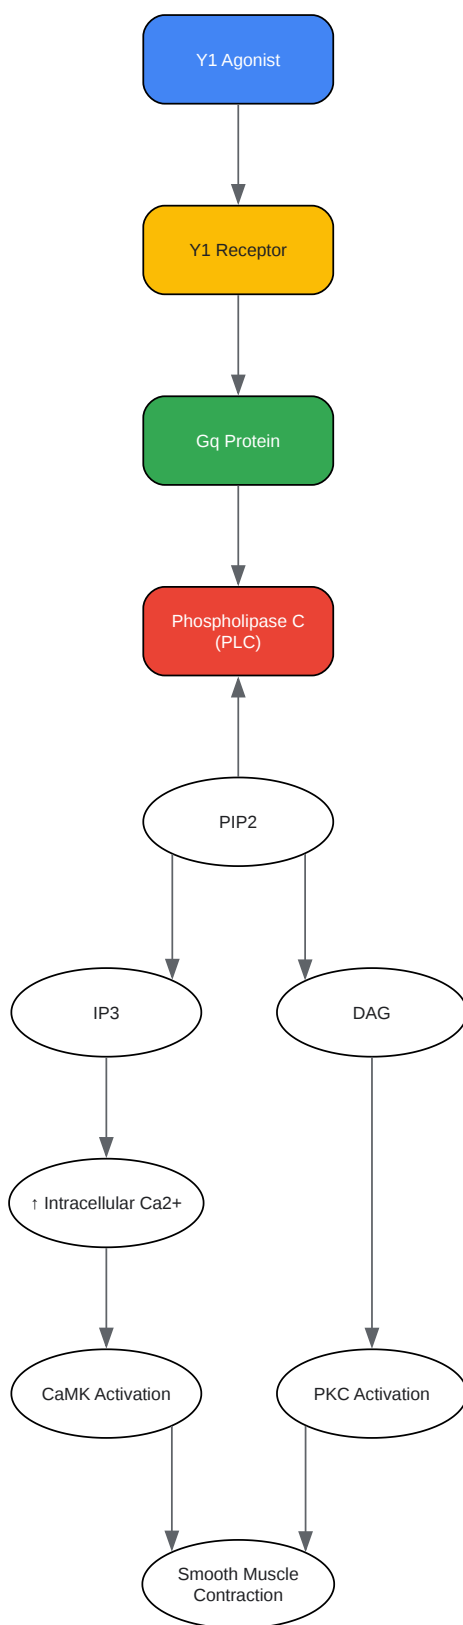 Y1 Agonist
Y1 Receptor
Gq Protein
Phospholipase C
(PLC)
PIP2
IP3
DAG
↑ Intracellular Ca2+
CaMK Activation
PKC Activation
Smooth Muscle
Contraction